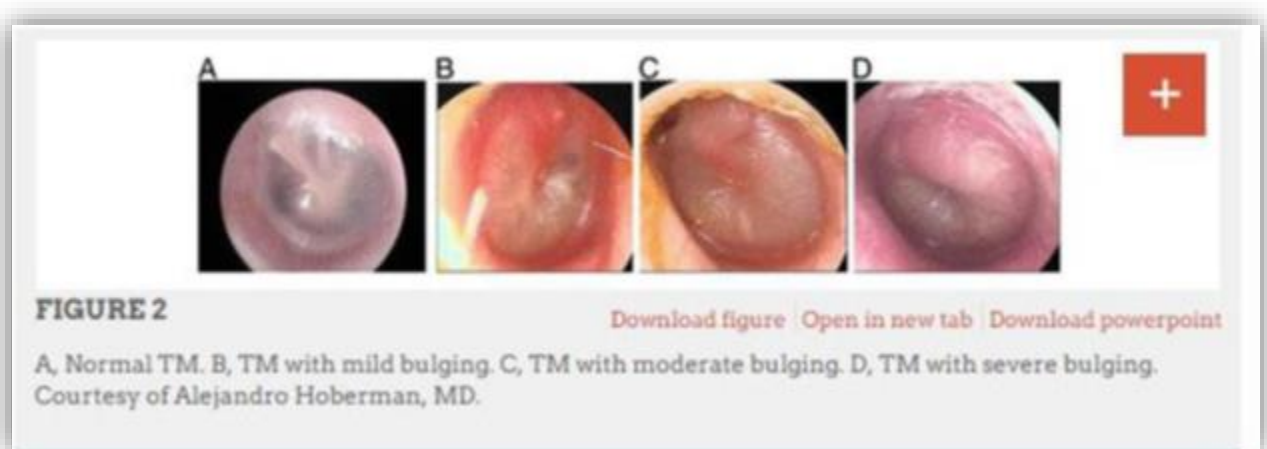 A B C D
+
FIGURE 2
Download figure Open in new tab Download powerpoint
A, Normal TM. B, TM with mild bulging. C, TM with moderate bulging. D, TM with severe bulging.
Courtesy of Alejandro Hoberman, MD.